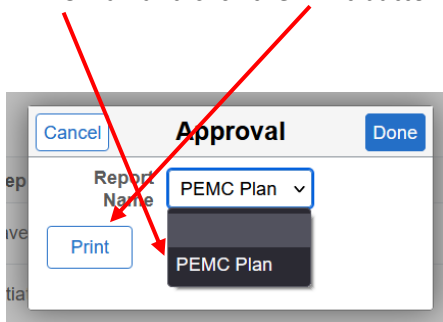 Cancel Approval Done
Report Name PEMC Plan
Print
PEMC Plan